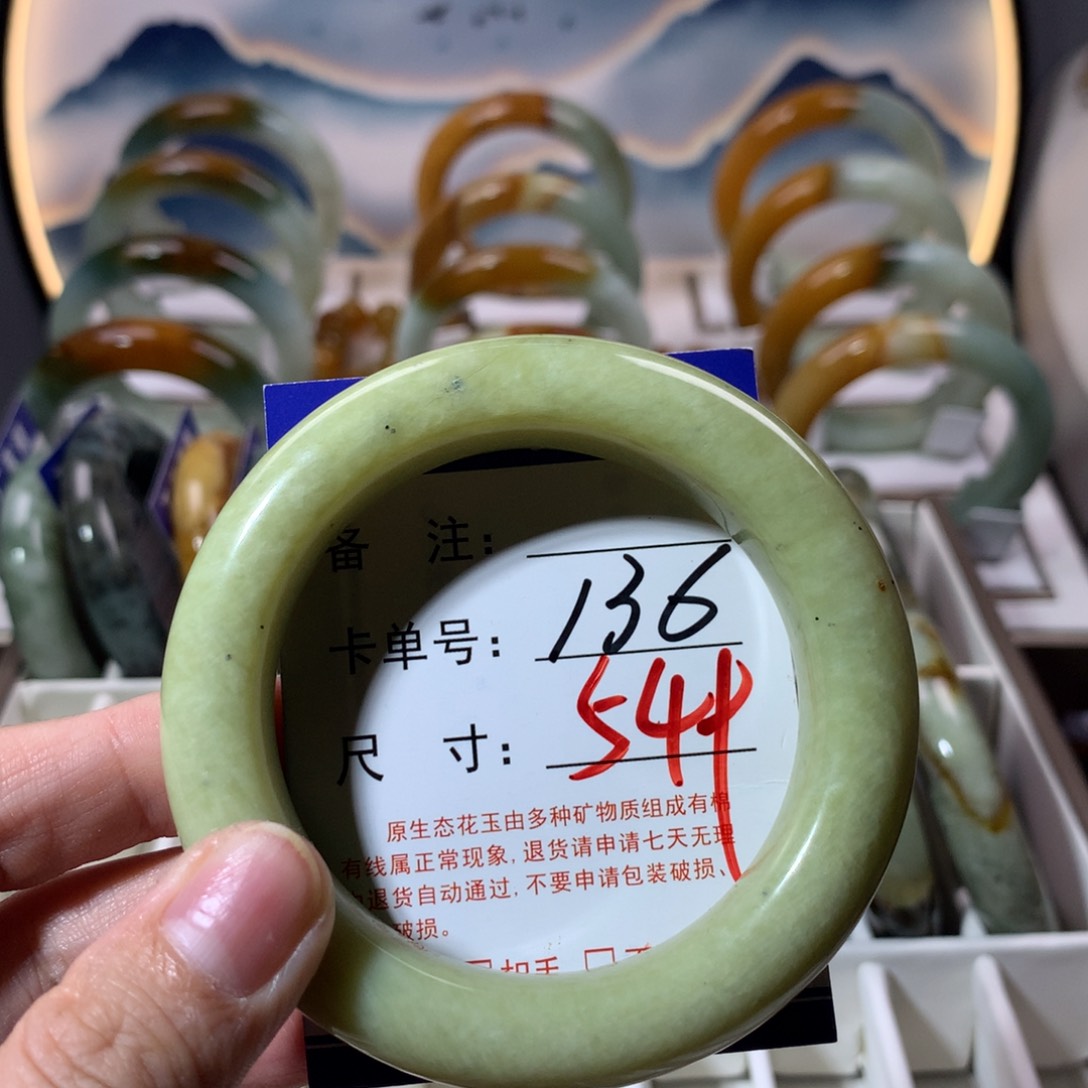 备 注：
卡单号：136
尺 寸：54
原生态花玉由多种矿物质组成有棉
有线属正常现象，退货请申请七天无理
退货自动通过，不要申请包装破损、
破损。
扣手 □